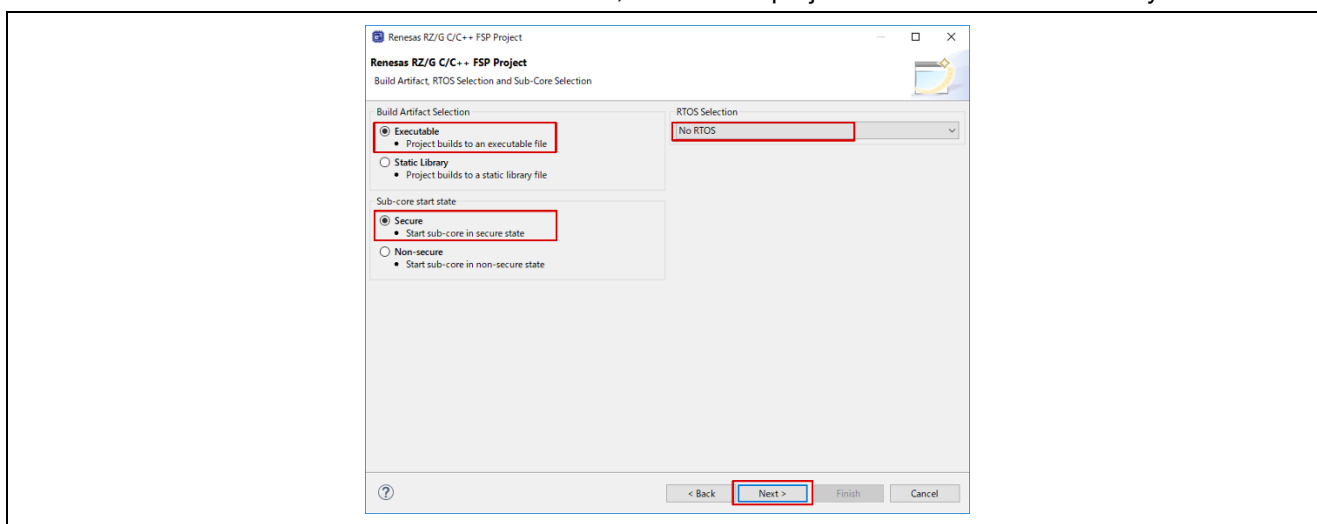 Renesas RZ/G C/C++ FSP Project
Renesas RZ/G C/C++ FSP Project
Build Artifact, RTOS Selection and Sub-Core Selection
Build Artifact Selection
Executable
• Project builds to an executable file
Static Library
• Project builds to a static library file
Sub-core start state
Secure
• Start sub-core in secure state
Non-secure
• Start sub-core in non-secure state
RTOS Selection
No RTOS
?
< Back Next > Finish Cancel